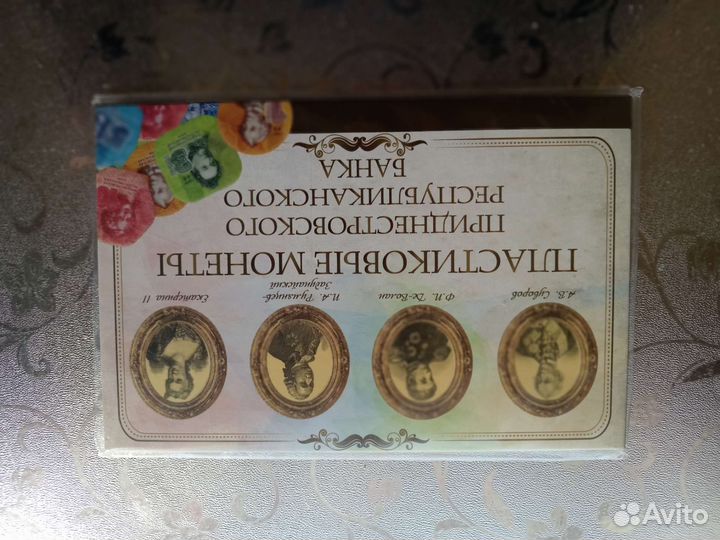 А.В. Суворов
Ф.П. Де-Волан
П.А. Румянцев-
Задунайский
Екатерина II
ПЛАСТИКОВЫЕ МОНЕТЫ
ПРИДНЕСТРОВСКОГО
РЕСПУБЛИКАНСКОГО
БАНКА
Avito